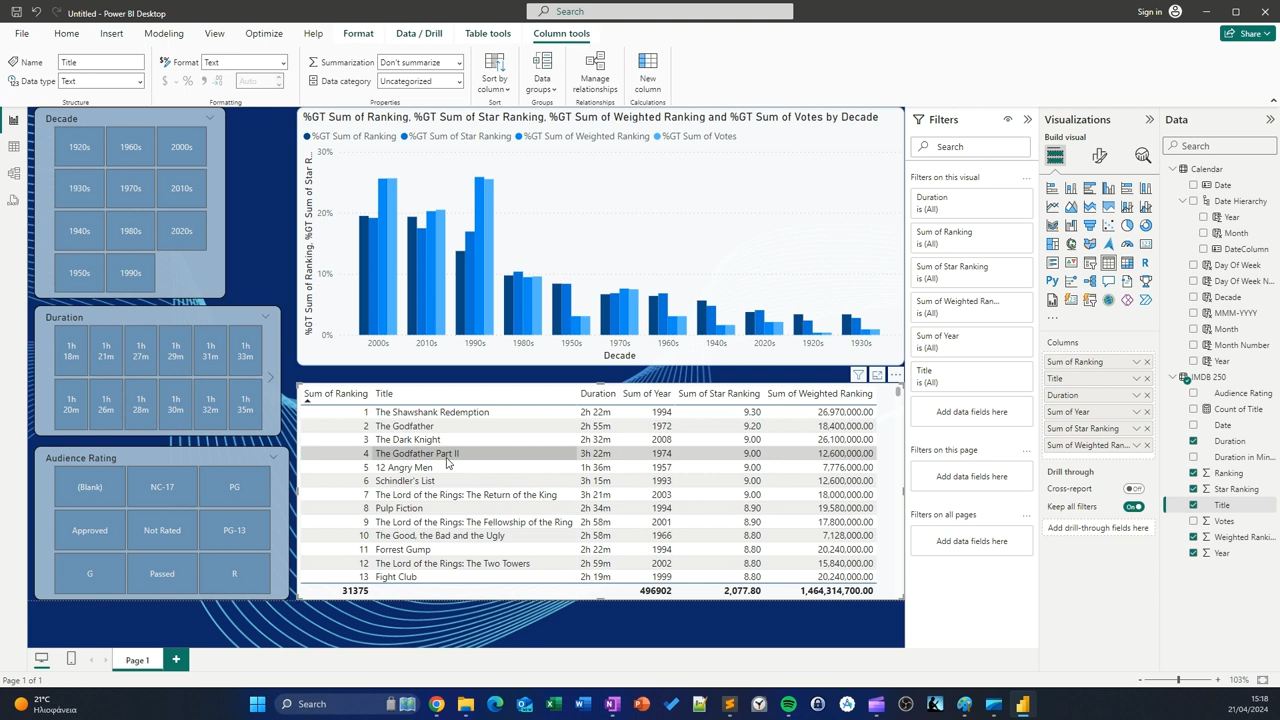 Untitled - Power BI Desktop
Search
Sign in
File Home Insert Modeling View Optimize Help Format Data / Drill Table tools Column tools
Share
Name Title
Format Text
Summarization Don't summarize
Data type Text
$ % Auto
Data category Uncategorized
Sort by column
Data groups
Manage relationships
New column
Structure Formatting Properties Sort Groups Relationships Calculations
Decade
1920s 1960s 2000s
1930s 1970s 2010s
1940s 1980s 2020s
1950s 1990s
Duration
1h 18m 1h 21m 1h 27m 1h 29m 1h 31m 1h 33m
1h 20m 1h 26m 1h 28m 1h 30m 1h 32m 1h 35m
Audience Rating
(Blank) NC-17 PG
Approved Not Rated PG-13
G Passed R
%GT Sum of Ranking, %GT Sum of Star Ranking, %GT Sum of Weighted Ranking and %GT Sum of Votes by Decade
%GT Sum of Ranking %GT Sum of Star Ranking %GT Sum of Weighted Ranking %GT Sum of Votes
%GT Sum of Ranking, %GT Sum of Star R...
30%
20%
10%
0%
2000s 2010s 1990s 1980s 1950s 1970s 1960s 1940s 2020s 1920s 1930s
Decade
Sum of Ranking Title Duration Sum of Year Sum of Star Ranking Sum of Weighted Ranking
1 The Shawshank Redemption 2h 22m 1994 9.30 26,970,000.00
2 The Godfather 2h 55m 1972 9.20 18,400,000.00
3 The Dark Knight 2h 32m 2008 9.00 26,100,000.00
4 The Godfather Part II 3h 22m 1974 9.00 12,600,000.00
5 12 Angry Men 1h 36m 1957 9.00 7,776,000.00
6 Schindler's List 3h 15m 1993 9.00 12,600,000.00
7 The Lord of the Rings: The Return of the King 3h 21m 2003 9.00 18,000,000.00
8 Pulp Fiction 2h 34m 1994 9.00 19,580,000.00
9 The Lord of the Rings: The Fellowship of the Ring 2h 58m 2001 8.80 17,800,000.00
10 The Good, the Bad and the Ugly 2h 58m 1966 8.80 7,128,000.00
11 Forrest Gump 2h 22m 1994 8.80 20,240,000.00
12 The Lord of the Rings: The Two Towers 2h 59m 2002 8.80 15,840,000.00
13 Fight Club 2h 19m 1999 8.80 20,240,000.00
31375 496902 2,077.80 1,464,314,700.00
Filters
Search
Filters on this visual ...
Duration
is (All)
Sum of Ranking
is (All)
Sum of Star Ranking
is (All)
Sum of Weighted Ran...
is (All)
Sum of Year
is (All)
Title
is (All)
Add data fields here
Filters on this page ...
Add data fields here
Filters on all pages ...
Add data fields here
Visualizations
Build visual
R
Py
...
Columns
Sum of Ranking
Title
Duration
Sum of Year
Sum of Star Ranking
Sum of Weighted Ran
Drill through
Cross-report Off
Keep all filters On
Add drill-through fields here
Data
Search
Calendar
Date
Date Hierarchy
Year
Month
DateColumn
Day Of Week
Day Of Week N...
Decade
MMM-YYYY
Month
Month Number
Year
IMDB 250
Audience Rating
Count of Title
Date
Duration
Duration in Min...
Ranking
Star Ranking
Title
Votes
Weighted Ranki...
Year
Page 1
Page 1 of 1
103%
21°C
Ηλιοφάνεια
Search
15:18
21/04/2024